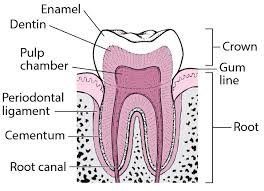 Enamel
Dentin
Pulp
chamber
Periodontal
ligament
Cementum
Root canal
Crown
Gum
line
Root